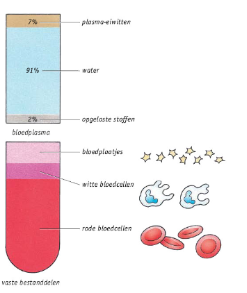 7% plasma-eiwitten
91% water
2% opgeloste stoffen
bloedplasma
bloedplaatjes
witte bloedcellen
rode bloedcellen
vaste bestanddelen